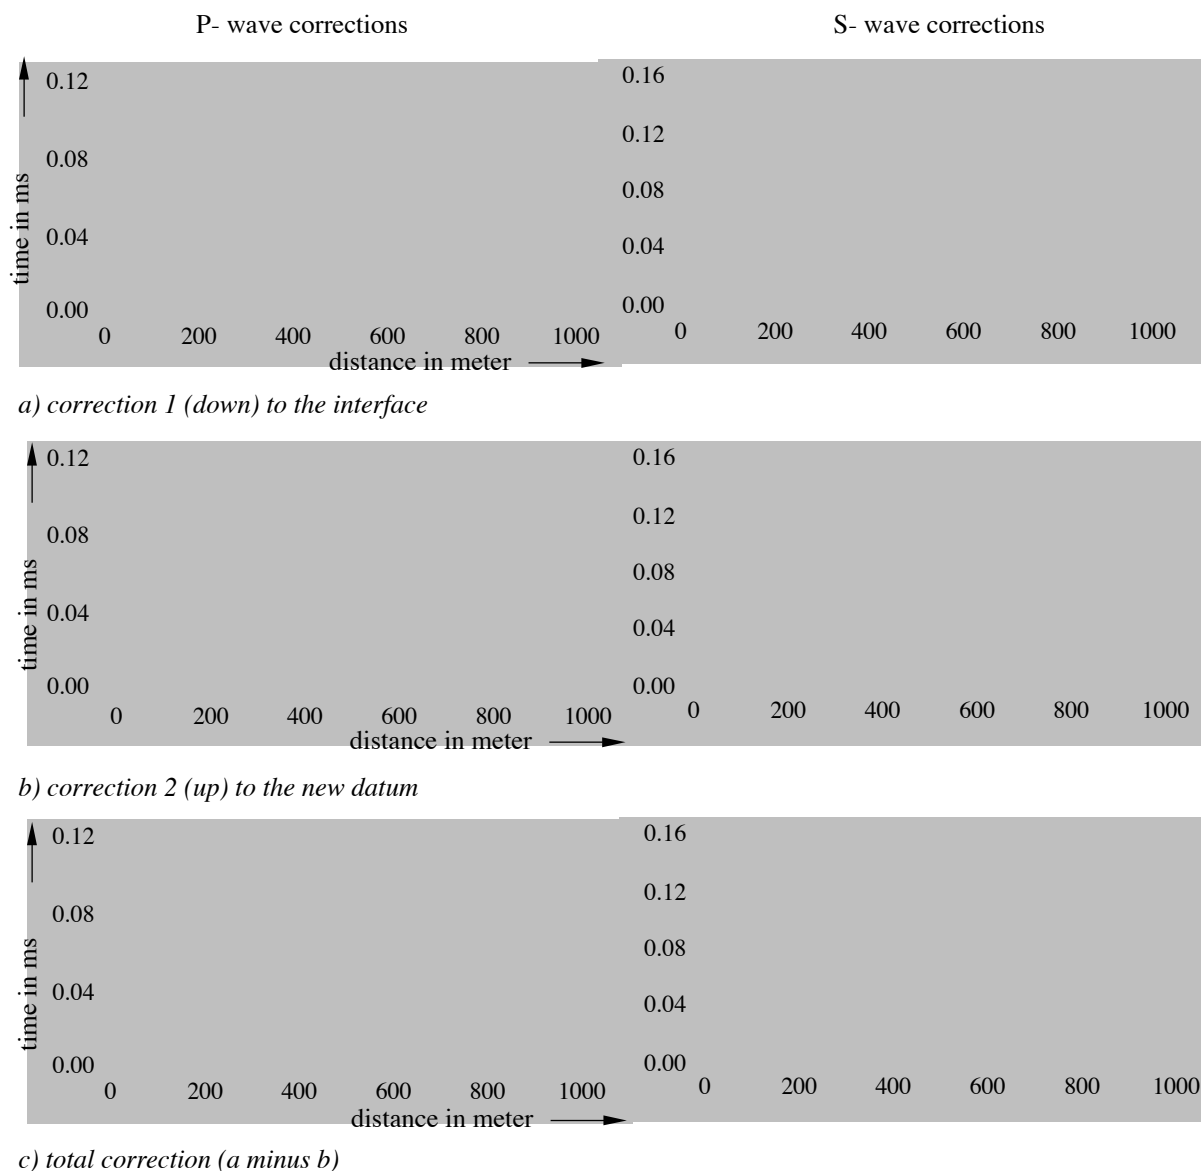 P- wave corrections
S- wave corrections
0.12
0.08
0.04
0.00
time in ms
0 200 400 600 800 1000
distance in meter
0.16
0.12
0.08
0.04
0.00
0 200 400 600 800 1000
a) correction 1 (down) to the interface
0.12
0.08
0.04
0.00
time in ms
0 200 400 600 800 1000
distance in meter
0.16
0.12
0.08
0.04
0.00
0 200 400 600 800 1000
b) correction 2 (up) to the new datum
0.12
0.08
0.04
0.00
time in ms
0 200 400 600 800 1000
distance in meter
0.16
0.12
0.08
0.04
0.00
0 200 400 600 800 1000
c) total correction (a minus b)